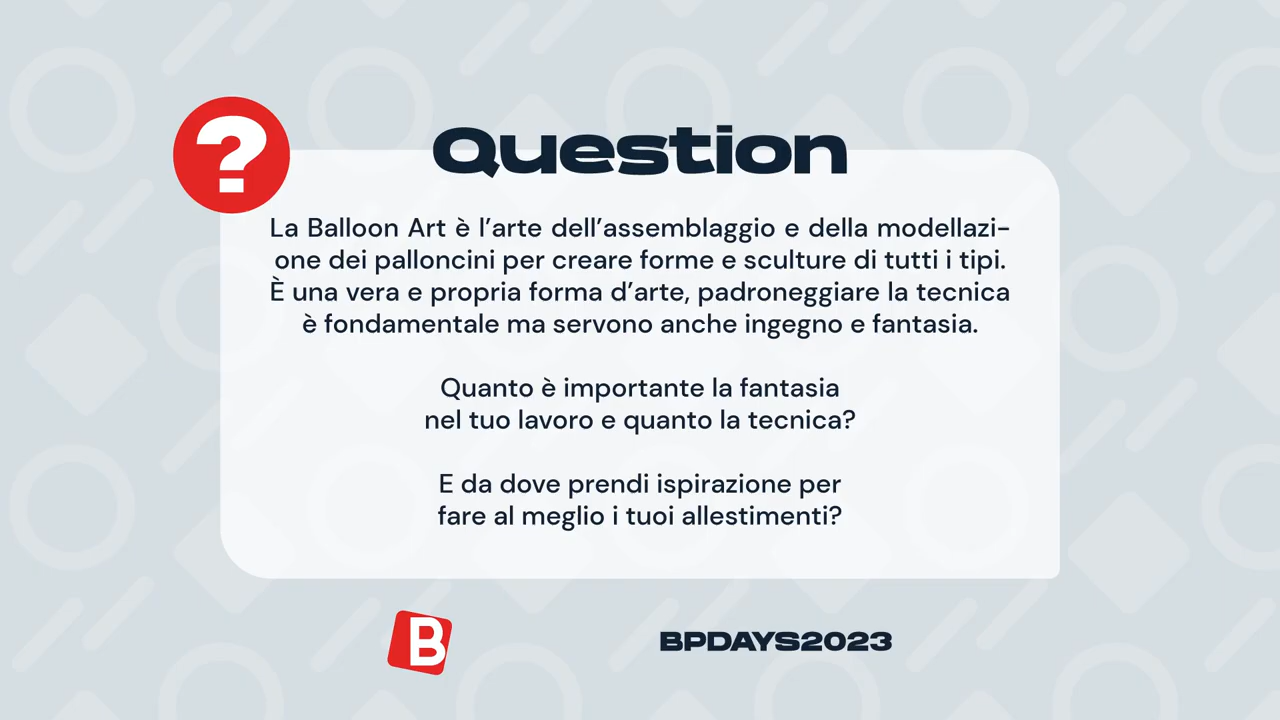 ?
Question
La Balloon Art è l’arte dell’assemblaggio e della modellazi-
one dei palloncini per creare forme e sculture di tutti i tipi.
È una vera e propria forma d’arte, padroneggiare la tecnica
è fondamentale ma servono anche ingegno e fantasia.
Quanto è importante la fantasia
nel tuo lavoro e quanto la tecnica?
E da dove prendi ispirazione per
fare al meglio i tuoi allestimenti?
B
BPDAYS2023